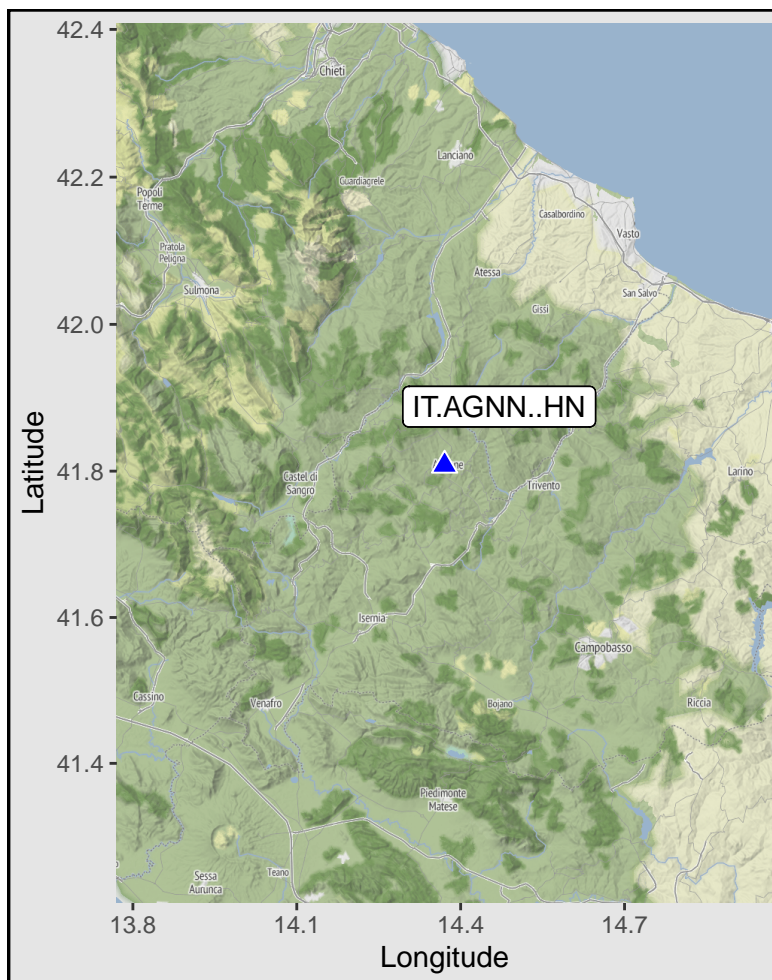 42.4
Chieti
Lanciano
42.2
Guardiagrele
Popoli
Terme
Casalbordino
Vasto
Pratola
Peligna
Atessa
Sulmona
San Salvo
Gissi
42.0
IT.AGNN..HN
Latitude
41.8
Castel di
Sangro
Trivento
Larino
41.6
Isernia
Campobasso
Cassino
Venafro
Bojano
Riccia
41.4
Piedimonte
Matese
Sessa
Aurunca
Teano
13.8
14.1
14.4
14.7
Longitude